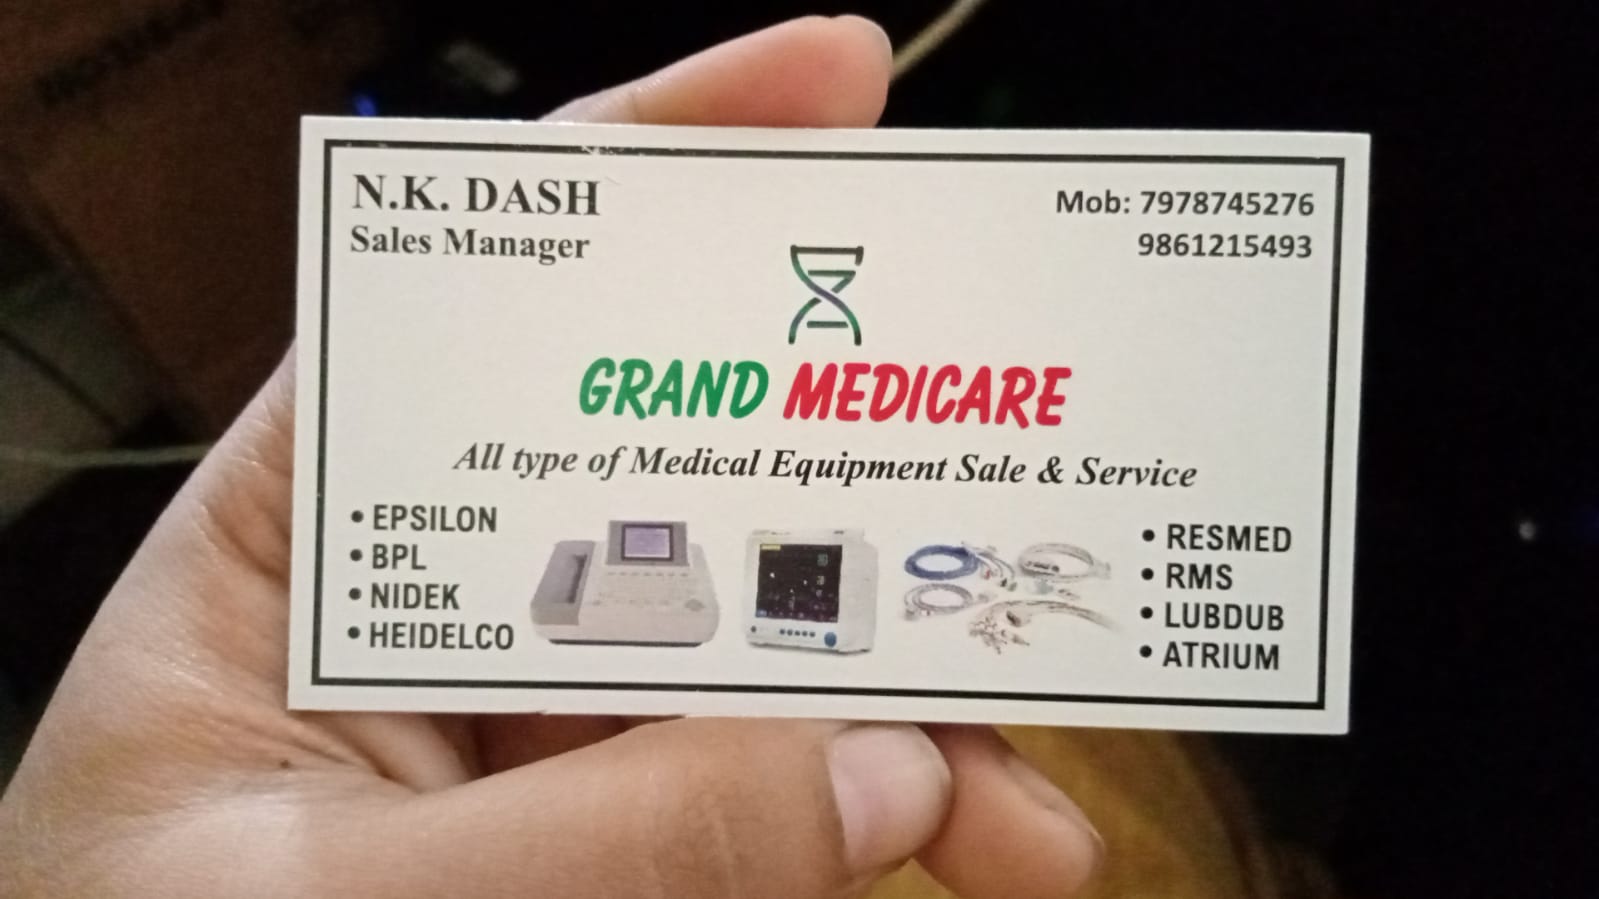 N.K. DASH
Sales Manager
Mob: 7978745276
9861215493
GRAND MEDICARE
All type of Medical Equipment Sale & Service
• EPSILON
• BPL
• NIDEK
• HEIDELCO
• RESMED
• RMS
• LUBDUB
• ATRIUM